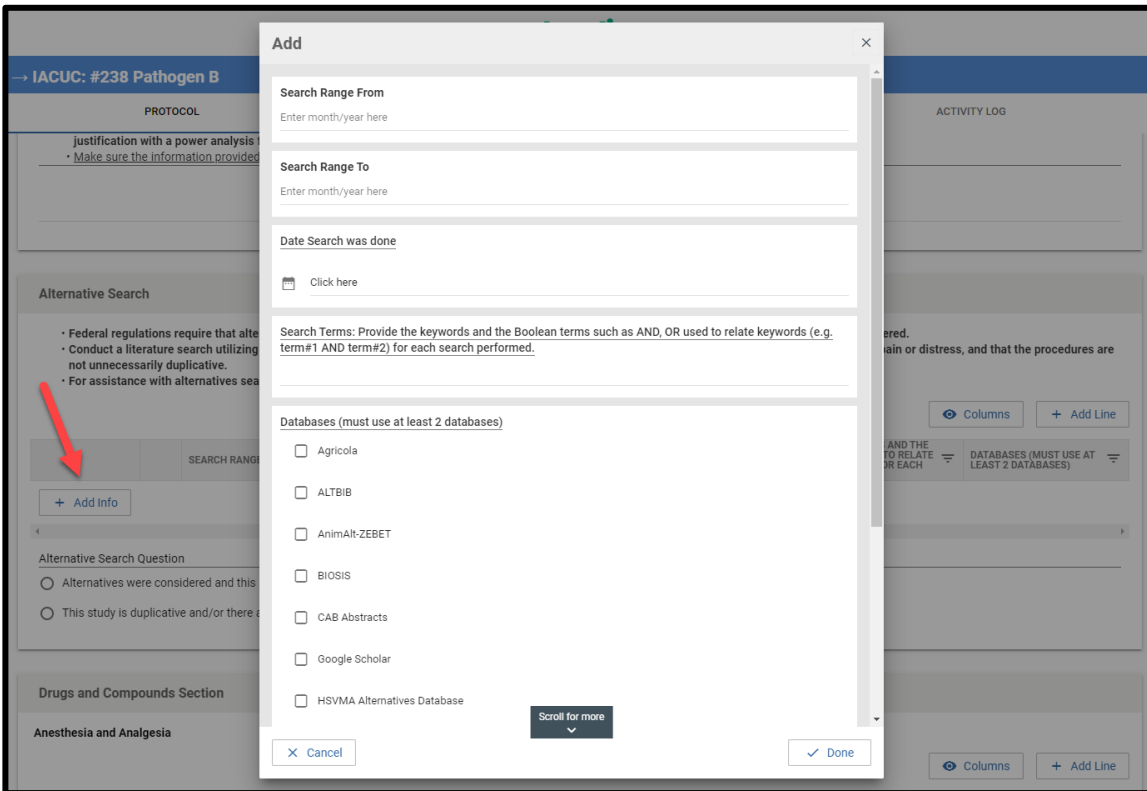 Add
→ IACUC: #238 Pathogen B
PROTOCOL
ACTIVITY LOG
justification with a power analysis
• Make sure the information provided
Search Range From
Enter month/year here
Search Range To
Enter month/year here
Date Search was done
Click here
Search Terms: Provide the keywords and the Boolean terms such as AND, OR used to relate keywords (e.g.
term#1 AND term#2) for each search performed.
Databases (must use at least 2 databases)
Agricola
ALTBIB
AnimAlt-ZEBET
BIOSIS
CAB Abstracts
Google Scholar
HSVMA Alternatives Database
Scroll for more
Cancel
Done
Alternative Search
• Federal regulations require that
• Conduct a literature search utilizing
not unnecessarily duplicative.
• For assistance with alternatives
pain or distress, and that the procedures are
Columns
+ Add Line
SEARCH RANGE
AND THE
TO RELATE
OR EACH
DATABASES (MUST USE AT
LEAST 2 DATABASES)
+ Add Info
Alternative Search Question
Alternatives were considered and this
This study is duplicative and/or there
Drugs and Compounds Section
Anesthesia and Analgesia
Columns
+ Add Line